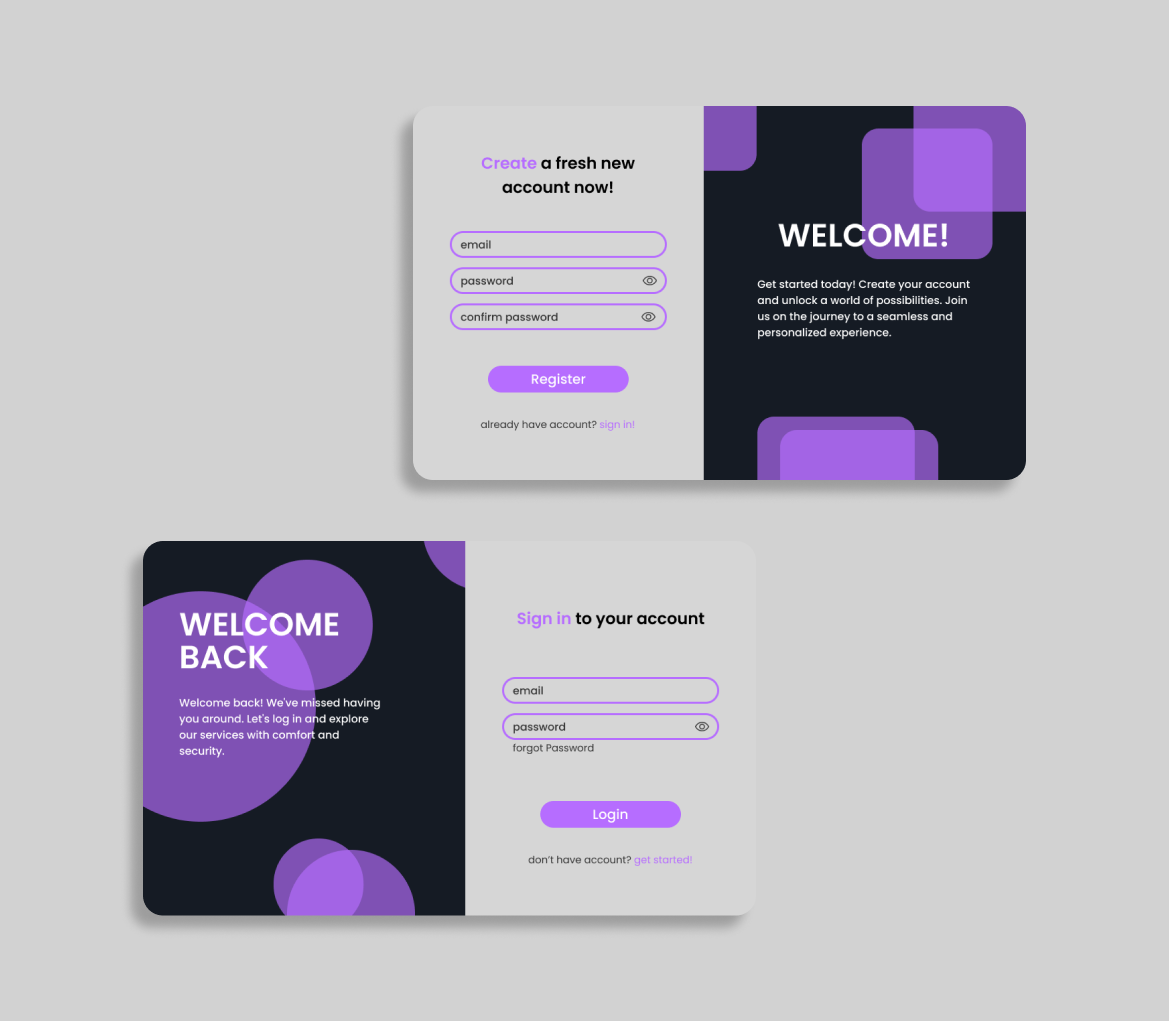 Create a fresh new
account now!
email
password
confirm password
Register
already have account? sign in!
WELCOME!
Get started today! Create your account
and unlock a world of possibilities. Join
us on the journey to a seamless and
personalized experience.
WELCOME
BACK
Welcome back! We've missed having
you around. Let's log in and explore
our services with comfort and
security.
Sign in to your account
email
password
forgot Password
Login
don't have account? get started!